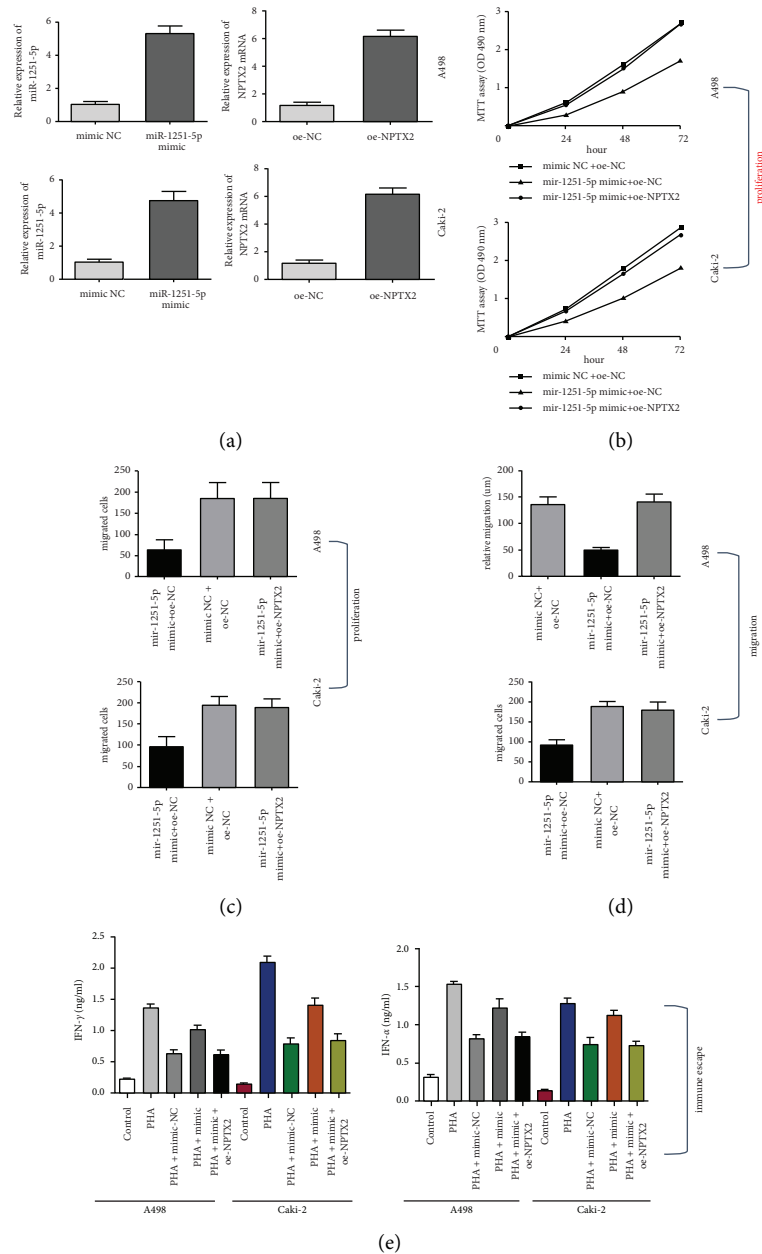 Relative expression of
miR-1251-5p
6
4
2
0
mimic NC
miR-1251-5p
mimic
Relative expression of
NPTX2 mRNA
8
6
4
2
0
oe-NC
oe-NPTX2
A498
Relative expression of
miR-1251-5p
6
4
2
0
mimic NC
miR-1251-5p
mimic
Relative expression of
NPTX2 mRNA
8
6
4
2
0
oe-NC
oe-NPTX2
Caki-2
(a)
MTT assay (OD 490 nm)
3
2
1
0
24
48
72
hour
A498
mimic NC +oe-NC
mir-1251-5p mimic+oe-NC
mir-1251-5p mimic+oe-NPTX2
MTT assay (OD 490 nm)
3
2
1
0
24
48
72
hour
Caki-2
mimic NC +oe-NC
mir-1251-5p mimic+oe-NC
mir-1251-5p mimic+oe-NPTX2
proliferation
(b)
migrated cells
250
200
150
100
50
0
mir-1251-5p
mimic+oe-NC
mimic NC +
oe-NC
mir-1251-5p
mimic+oe-NPTX2
A498
migrated cells
250
200
150
100
50
0
mir-1251-5p
mimic+oe-NC
mimic NC +
oe-NC
mir-1251-5p
mimic+oe-NPTX2
Caki-2
proliferation
(c)
relative migration (um)
200
150
100
50
0
mimic NC+
oe-NC
mir-1251-5p
mimic+oe-NC
mir-1251-5p
mimic+oe-NPTX2
A498
migrated cells
250
200
150
100
50
0
mir-1251-5p
mimic+oe-NC
mimic NC+
oe-NC
mir-1251-5p
mimic+oe-NPTX2
Caki-2
migration
(d)
IFN-γ (ng/ml)
2.5
2.0
1.5
1.0
0.5
0.0
Control
PHA
PHA + mimic-NC
PHA + mimic
PHA + mimic +
oe-NPTX2
Control
PHA
PHA + mimic-NC
PHA + mimic
PHA + mimic +
oe-NPTX2
A498
Caki-2
IFN-α (ng/ml)
2.0
1.5
1.0
0.5
0.0
Control
PHA
PHA + mimic-NC
PHA + mimic
PHA + mimic +
oe-NPTX2
Control
PHA
PHA + mimic-NC
PHA + mimic
PHA + mimic +
oe-NPTX2
A498
Caki-2
immune escape
(e)